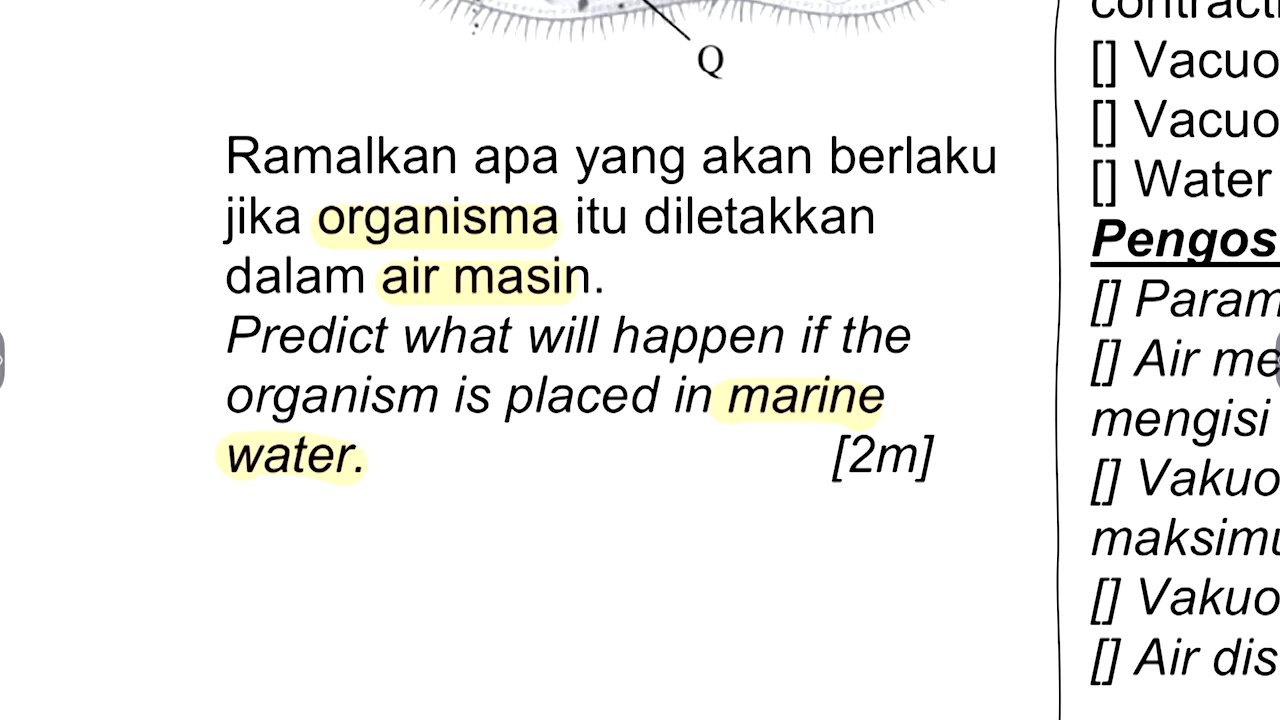 Q
Ramalkan apa yang akan berlaku
jika organisma itu diletakkan
dalam air masin.
Predict what will happen if the
organism is placed in marine
water. [2m]
[] Vacuo
[] Vacuo
[] Water
Pengos
[] Param
[] Air me
mengisi
[] Vakuo
maksimu
[] Vakuo
[] Air dis